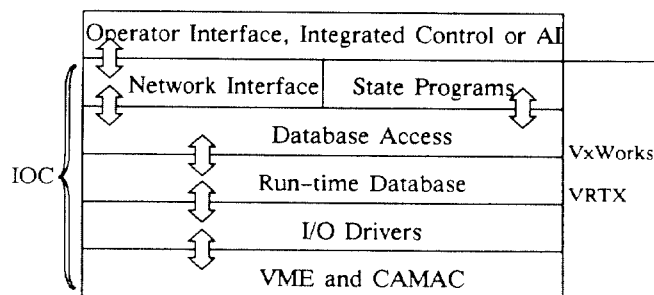 Operator Interface, Integrated Control or AI
Network Interface
State Programs
Database Access
VxWorks
IOC
Run-time Database
VRTX
I/O Drivers
VME and CAMAC